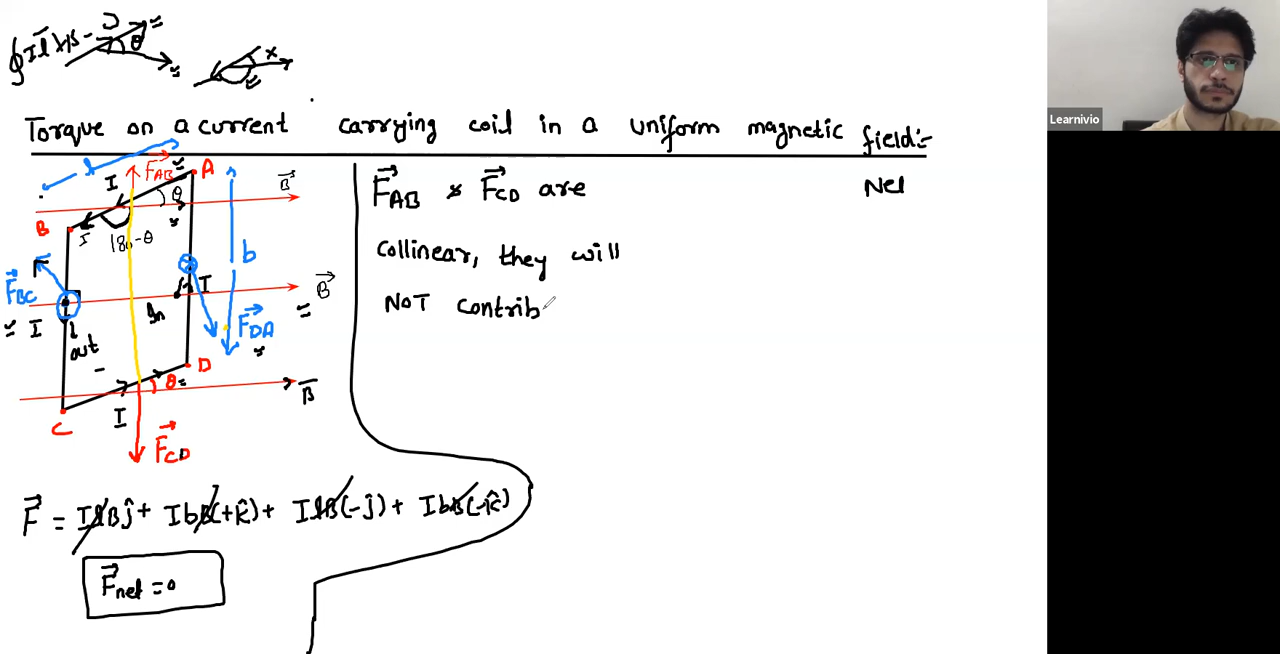 ∮I l⃗ x B
θ
x
Torque on a current carrying coil in a uniform magnetic field:-
Learnivio
l
F⃗AB
A
I
θ
B⃗
B
I
180-θ
b
F⃗BC
I
I
B⃗
In
F⃗DA
out
D
θ
I
B⃗
C
F⃗CD
F⃗AB & F⃗CD are
Nel
Collinear, they will
NOT contrib
F⃗ = IlBĵ + IbB(+k̂) + IlB(-ĵ) + IbB(-k̂)
F⃗net = 0